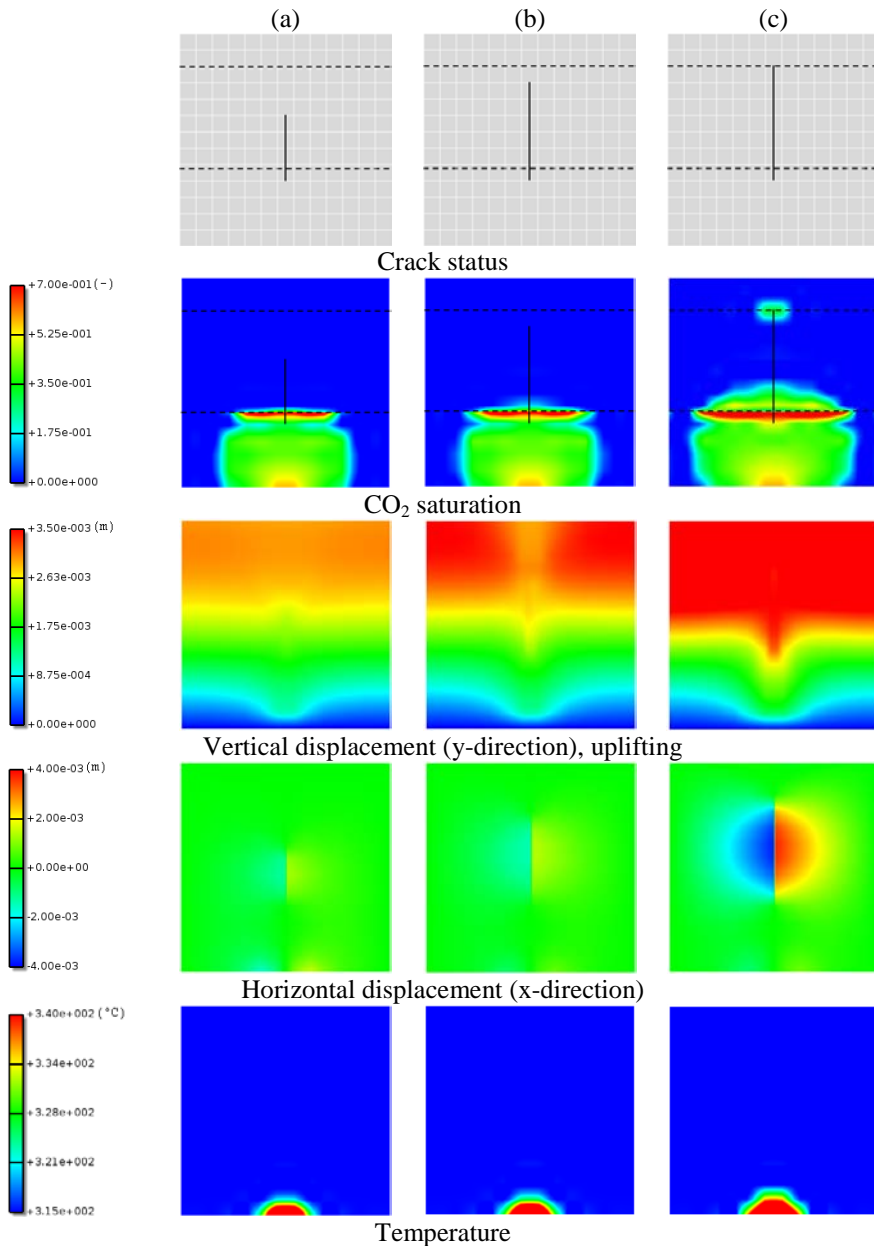 (a) (b) (c)
Crack status
+7.00e-001(-)
+5.25e-001
+3.50e-001
+1.75e-001
+0.00e+000
CO2 saturation
+3.50e-003(m)
+2.63e-003
+1.75e-003
+8.75e-004
+0.00e+000
Vertical displacement (y-direction), uplifting
+4.00e-03(m)
+2.00e-03
+0.00e+00
-2.00e-03
-4.00e-03
Horizontal displacement (x-direction)
+3.40e+002(°C)
+3.34e+002
+3.28e+002
+3.21e+002
+3.15e+002
Temperature